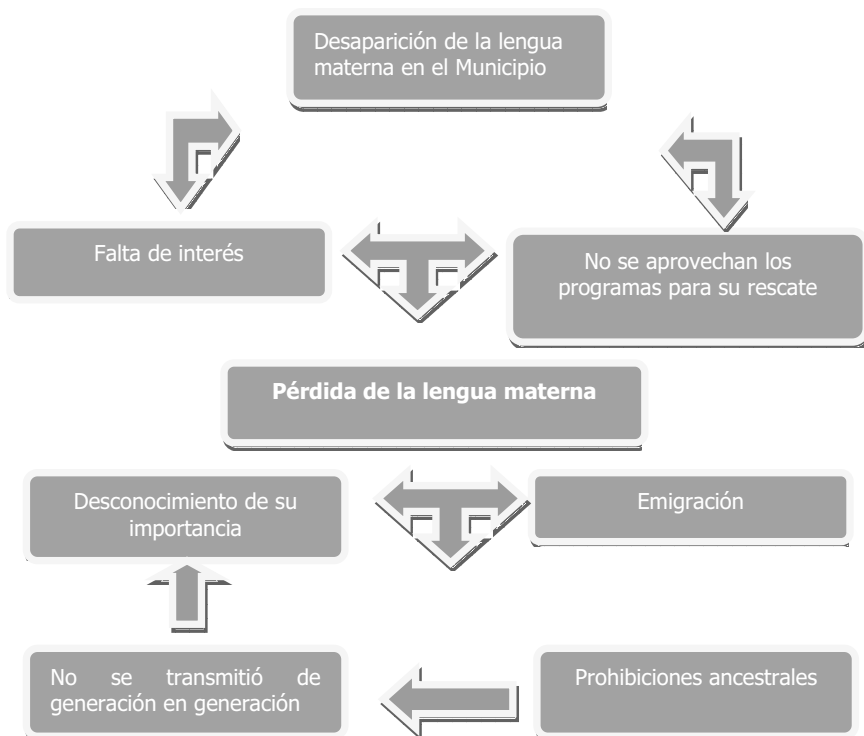 Desaparición de la lengua
materna en el Municipio
Falta de interés
No se aprovechan los
programas para su rescate
Pérdida de la lengua materna
Desconocimiento de su
importancia
Emigración
No se transmitió de
generación en generación
Prohibiciones ancestrales